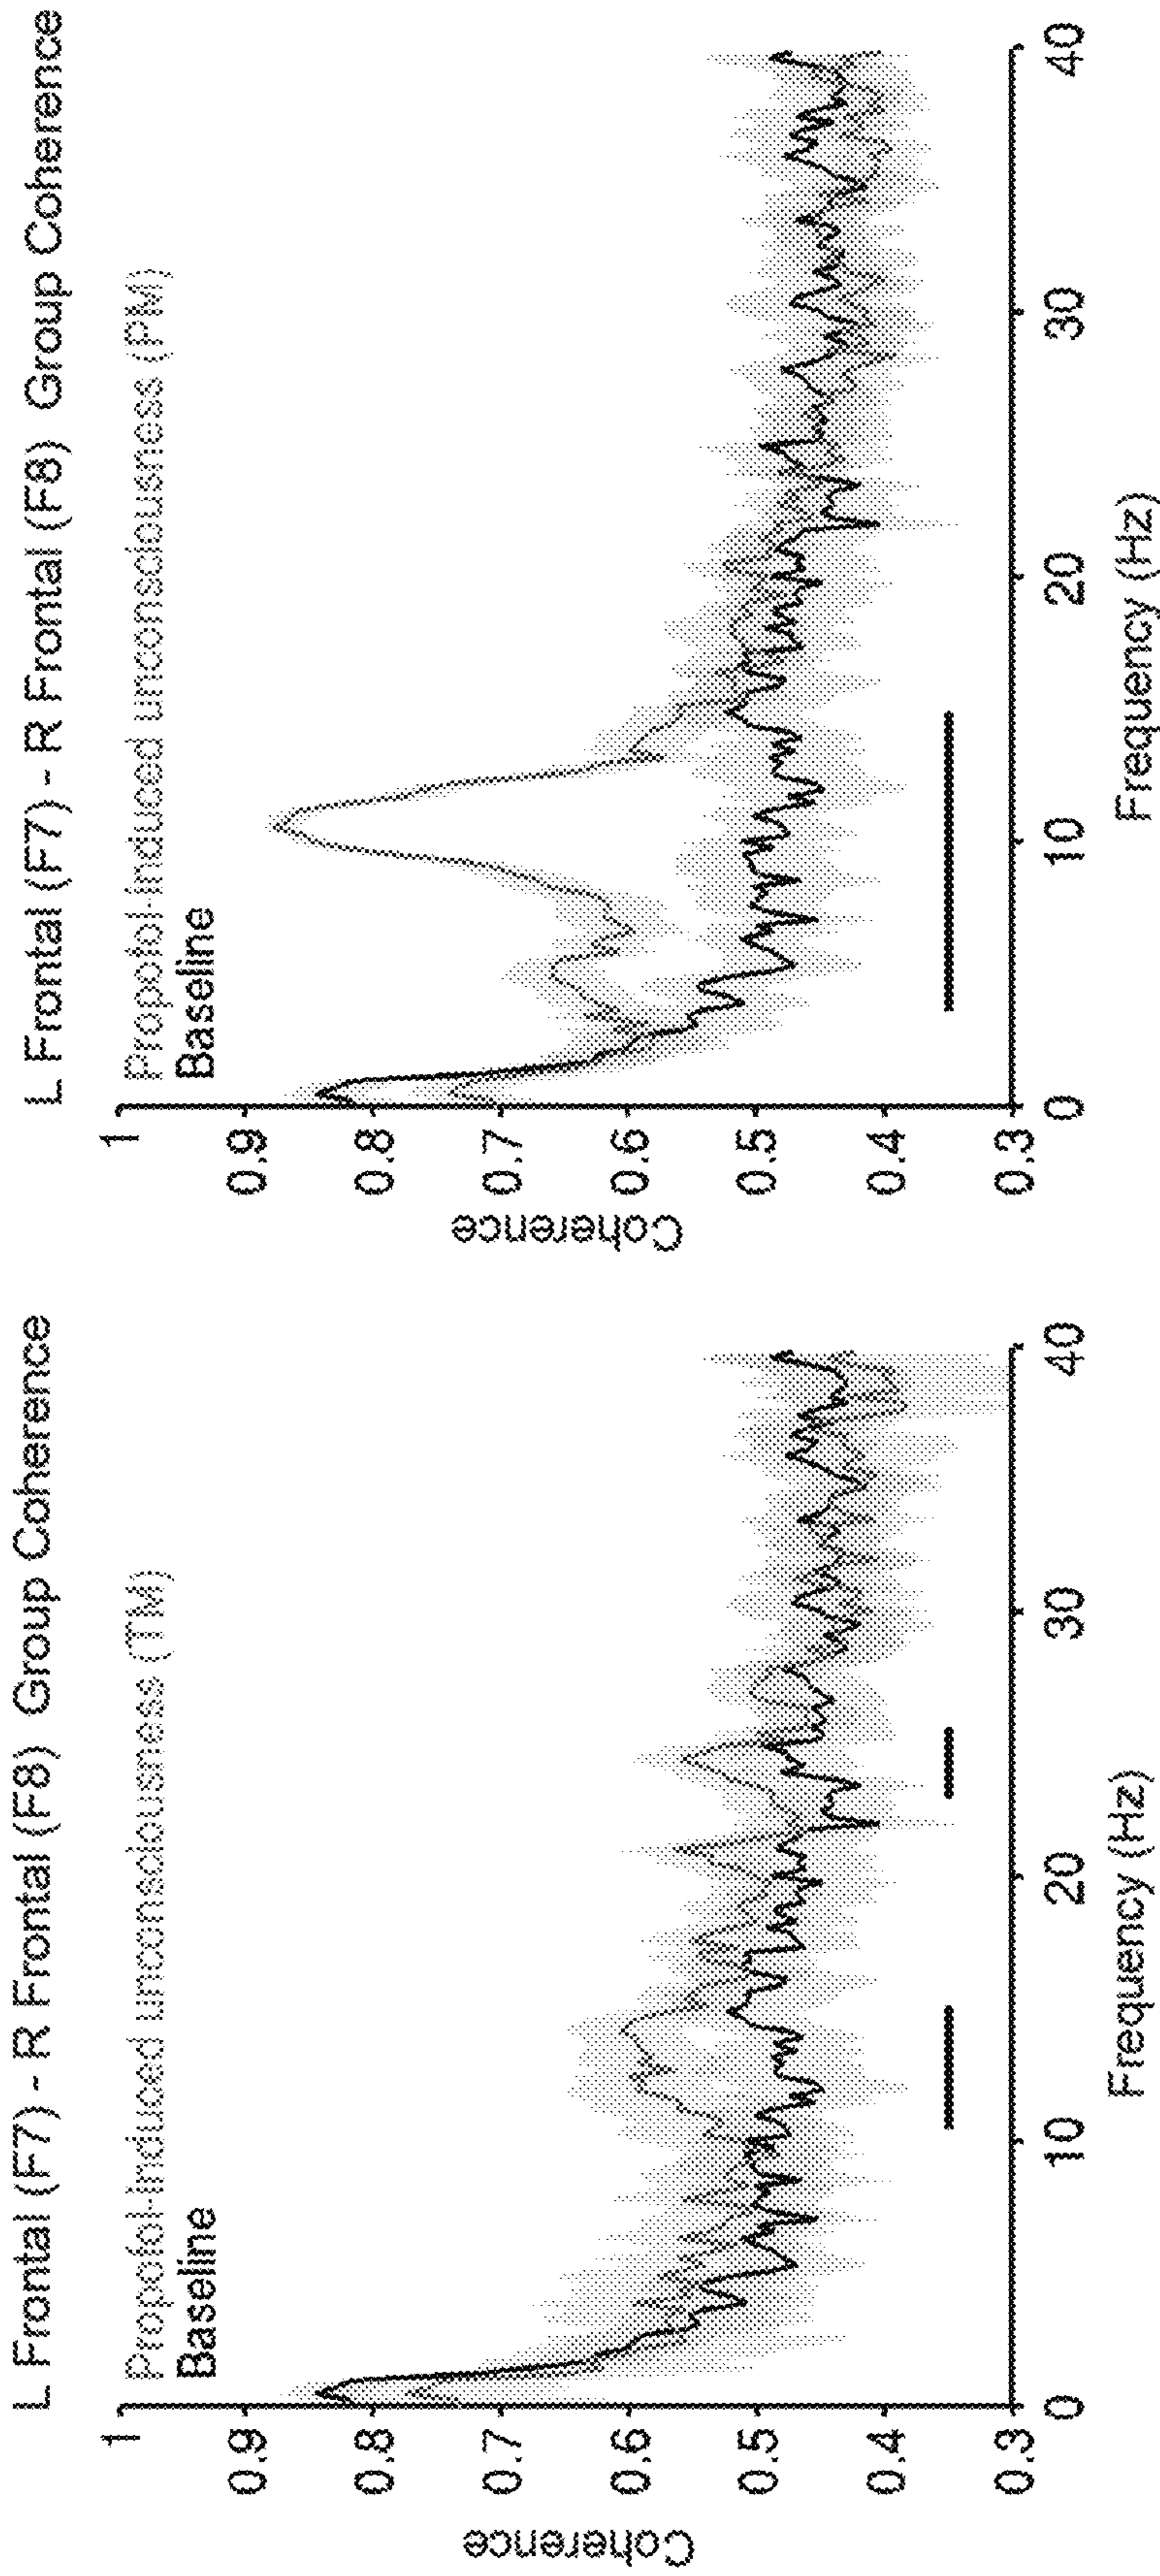 L Frontal (F7) - R Frontal (F8) Group Coherence
Propofol-induced unconsciousness (TM)
Baseline
1
0.9
0.8
0.7
0.6
0.5
0.4
0.3
Coherence
0
10
20
30
40
Frequency (Hz)
L Frontal (F7) - R Frontal (F8) Group Coherence
Propofol-induced unconsciousness (PM)
Baseline
1
0.9
0.8
0.7
0.6
0.5
0.4
0.3
Coherence
0
10
20
30
40
Frequency (Hz)